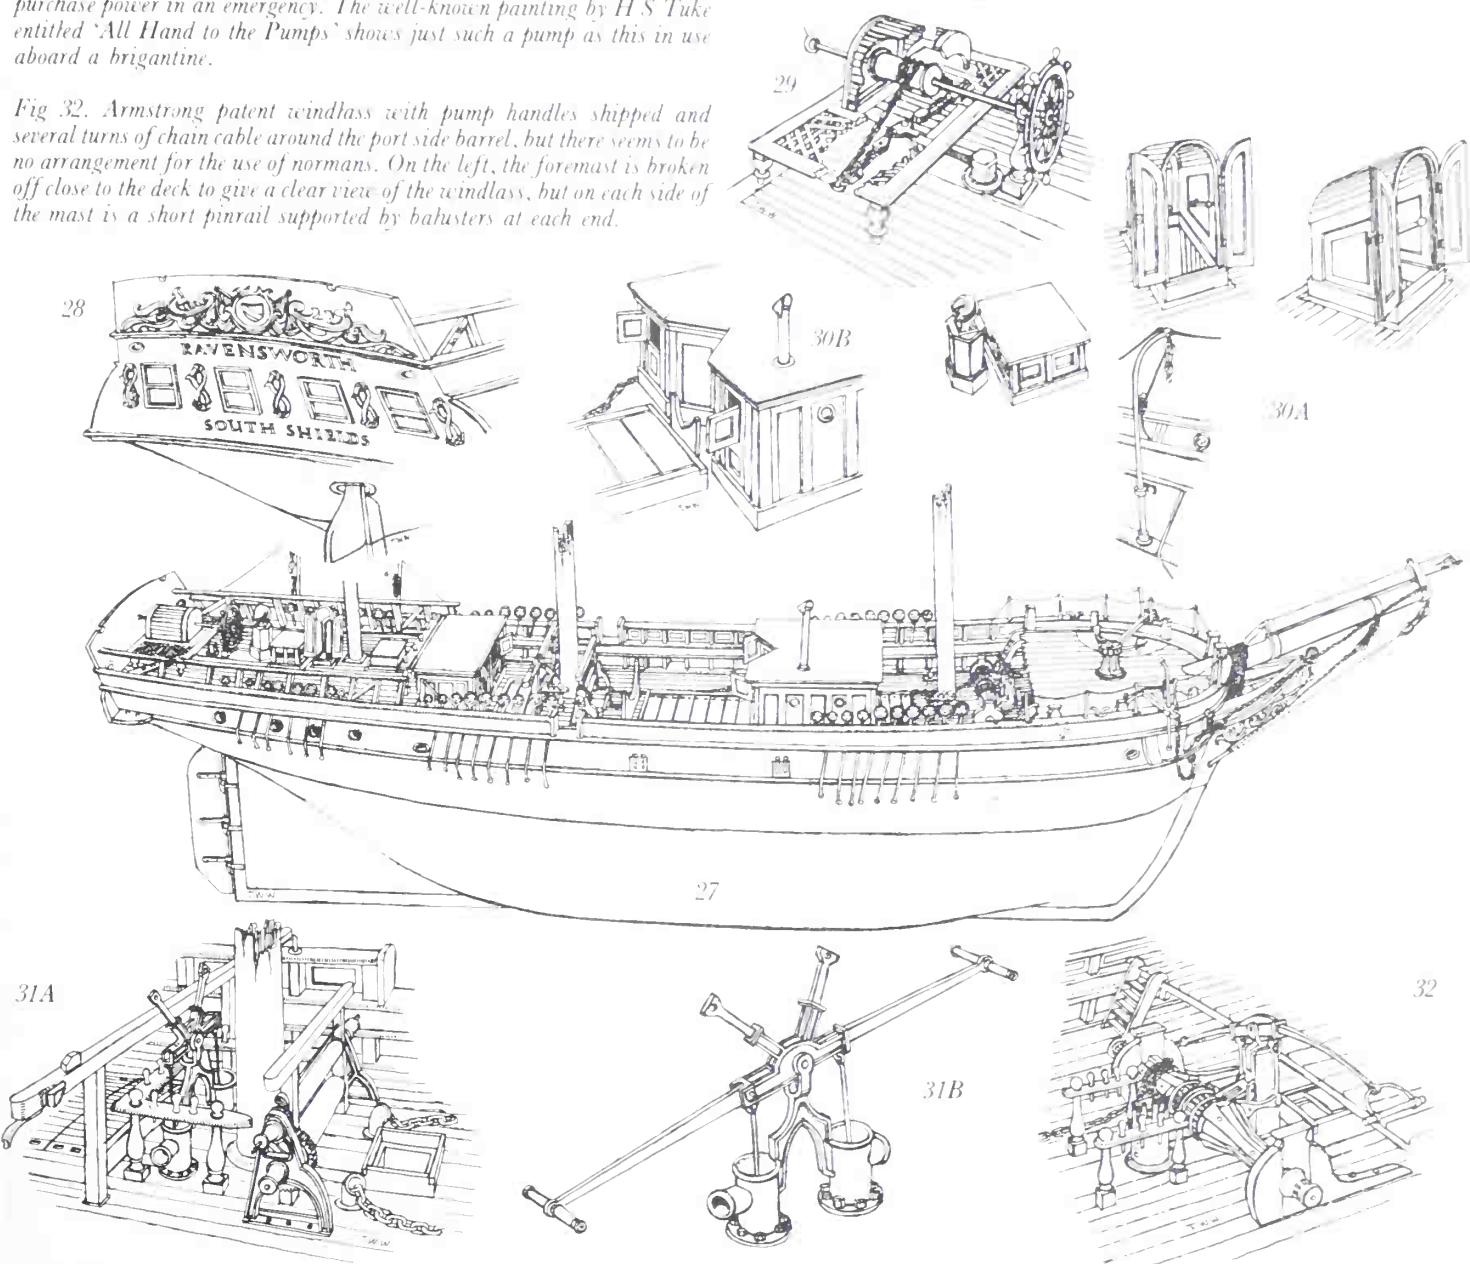 purchase power in an emergency. The well-known painting by H S Tuke
entitled 'All Hand to the Pumps' shows just such a pump as this in use
aboard a brigantine.
Fig 32. Armstrong patent windlass with pump handles shipped and
several turns of chain cable around the port side barrel, but there seems to be
no arrangement for the use of normans. On the left, the foremast is broken
off close to the deck to give a clear view of the windlass, but on each side of
the mast is a short pinrail supported by balusters at each end.
29
28
RAVENSWORTH
SOUTH SHIELDS
30B
30A
27
T W W
31A
T W W
31B
32
T W W